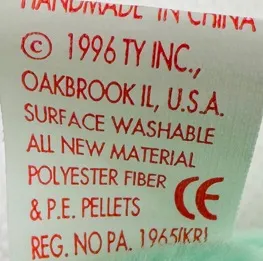 HANDMADE IN CHINA
© 1996 TY INC.,
OAKBROOK IL, U.S.A.
SURFACE WASHABLE
ALL NEW MATERIAL
POLYESTER FIBER
& P.E. PELLETS CE
REG. NO PA. 1965(KR)